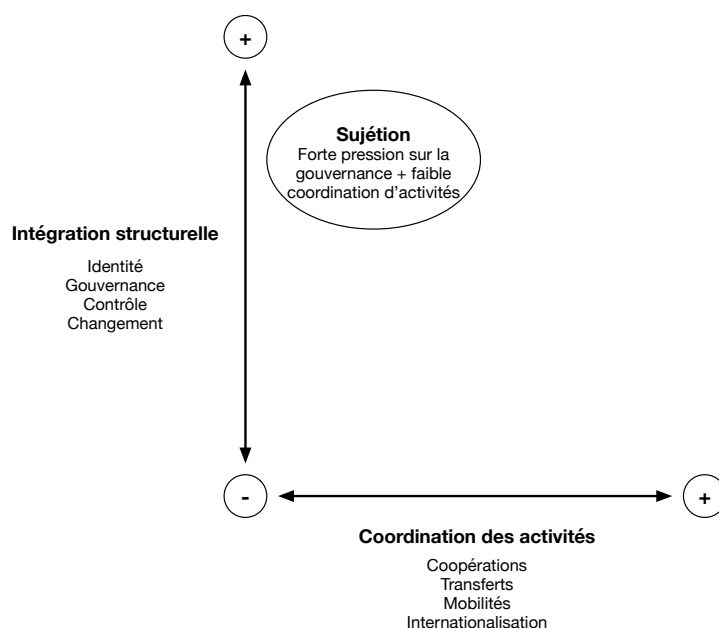 +
Sujétion
Forte pression sur la
gouvernance + faible
coordination d'activités
Intégration structurelle
Identité
Gouvernance
Contrôle
Changement
-
+
Coordination des activités
Coopérations
Transferts
Mobilités
Internationalisation